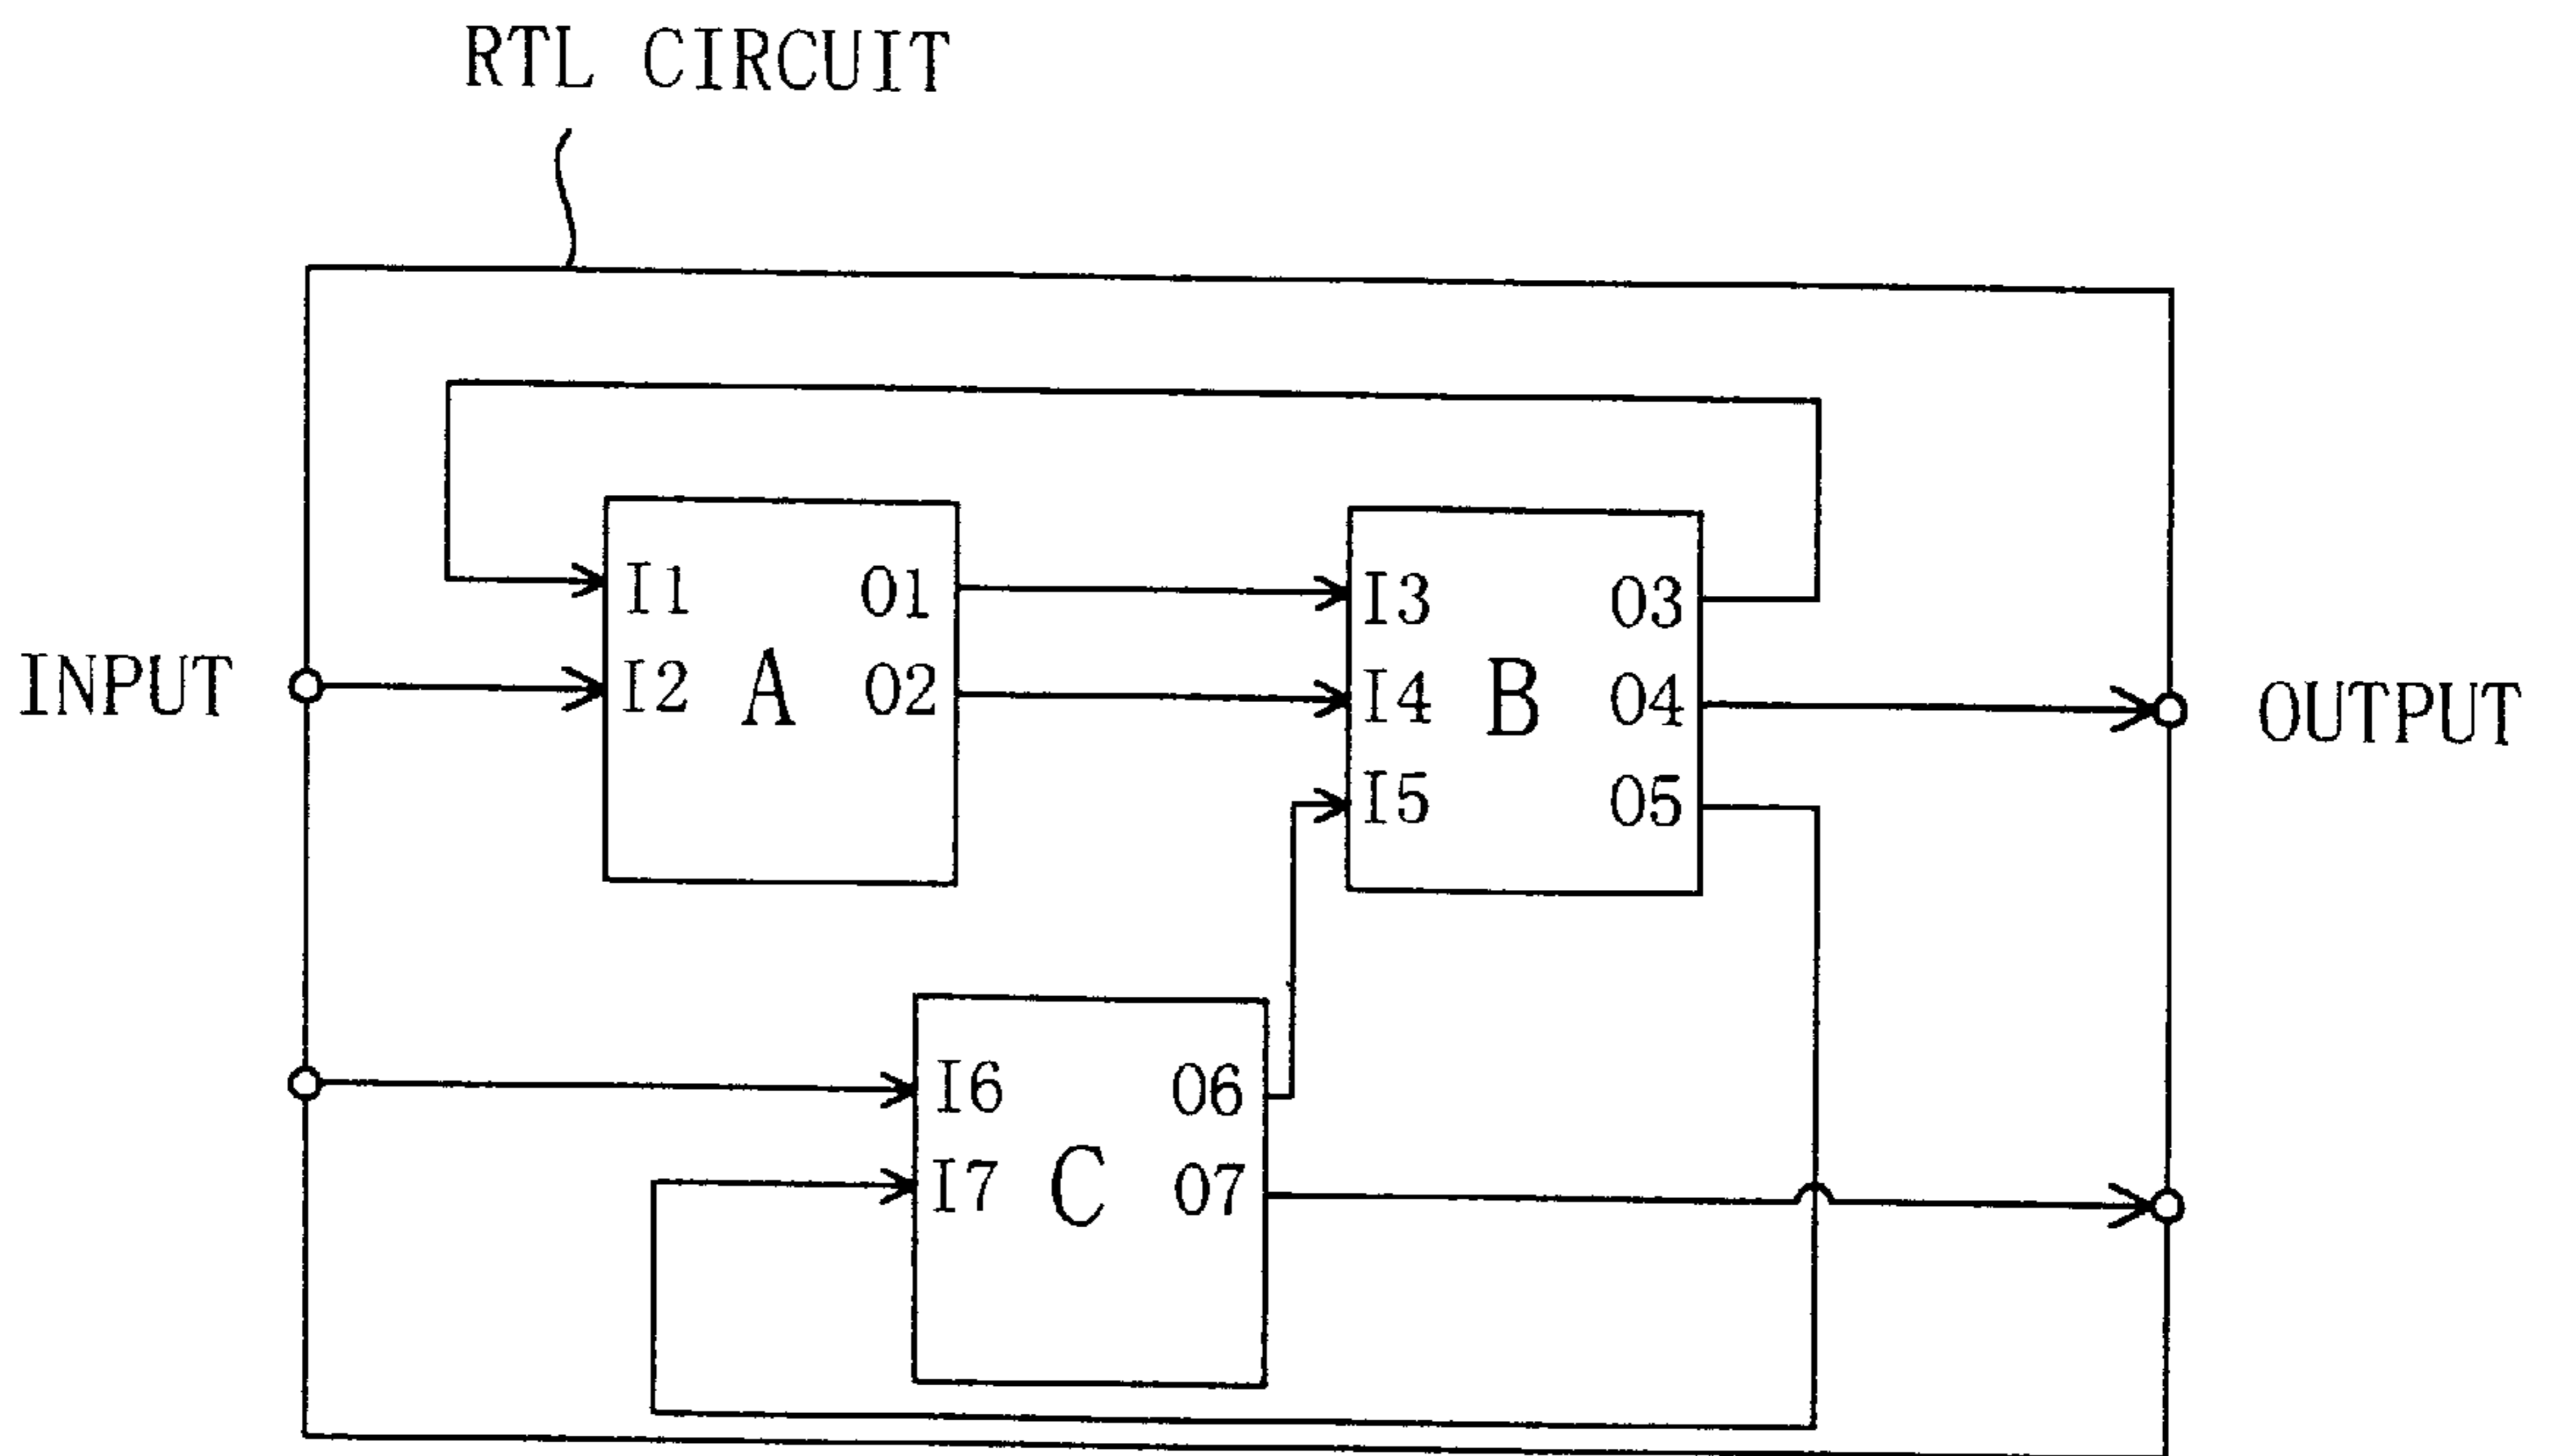 RTL CIRCUIT
INPUT
OUTPUT
I1 O1
I2 A O2
I3 O3
I4 B O4
I5 O5
I6 O6
I7 C O7